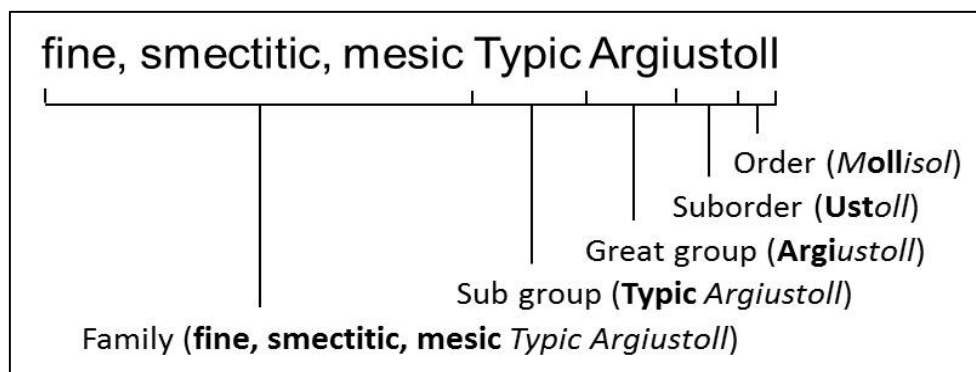 fine, smectitic, mesic Typic Argiustoll
Order (Mollisol)
Suborder (Ustoll)
Great group (Argiustoll)
Sub group (Typic Argiustoll)
Family (fine, smectitic, mesic Typic Argiustoll)